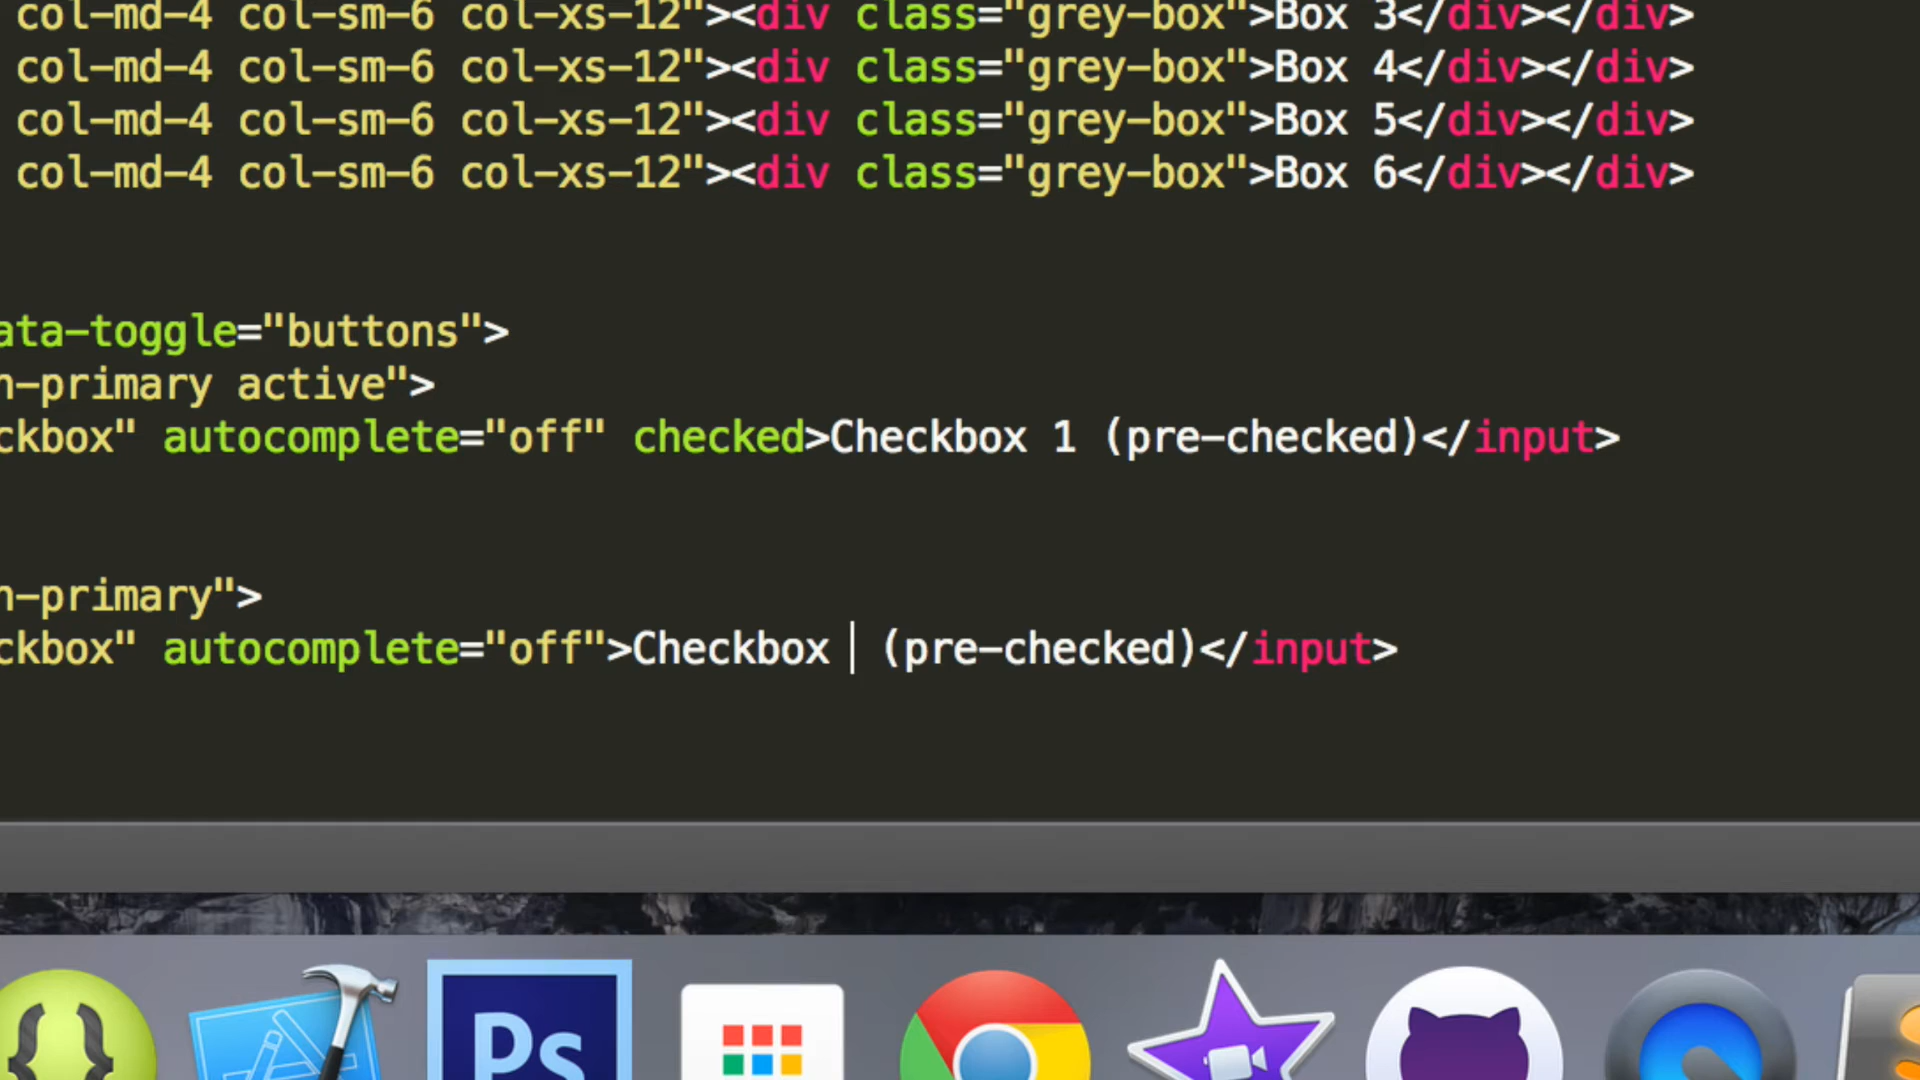 col-md-4 col-sm-6 col-xs-12"><div class="grey-box">Box 3</div></div>
col-md-4 col-sm-6 col-xs-12"><div class="grey-box">Box 4</div></div>
col-md-4 col-sm-6 col-xs-12"><div class="grey-box">Box 5</div></div>
col-md-4 col-sm-6 col-xs-12"><div class="grey-box">Box 6</div></div>
ata-toggle="buttons">
n-primary active">
ckbox" autocomplete="off" checked>Checkbox 1 (pre-checked)</input>
n-primary">
ckbox" autocomplete="off">Checkbox  (pre-checked)</input>
{}
Ps